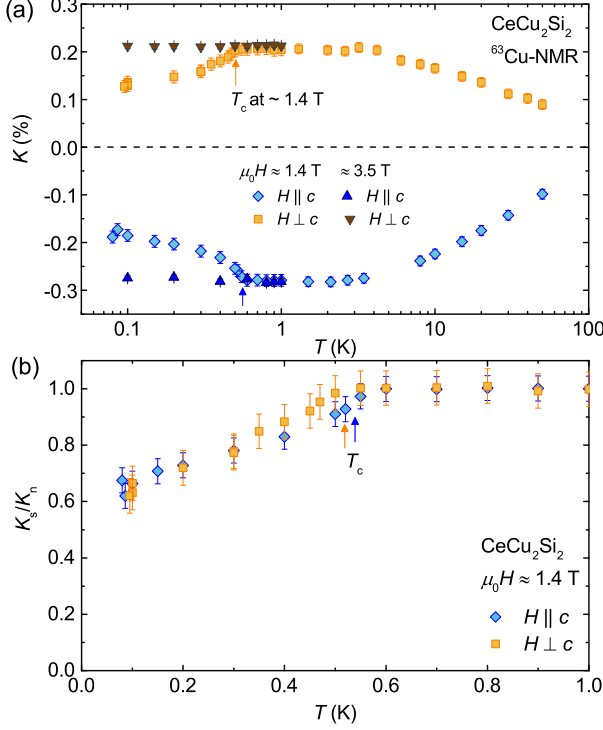 (a)
CeCu2Si2
63Cu-NMR
0.3
0.2
0.1
0.0
-0.1
-0.2
-0.3
K (%)
Tc at ~ 1.4 T
μ0H ≈ 1.4 T ≈ 3.5 T
H || c H || c
H ⊥ c H ⊥ c
0.1 1 10 100
T (K)
(b)
1.0
0.8
0.6
0.4
0.2
0.0
Ks/Kn
Tc
CeCu2Si2
μ0H ≈ 1.4 T
H || c
H ⊥ c
0.0 0.2 0.4 0.6 0.8 1.0
T (K)